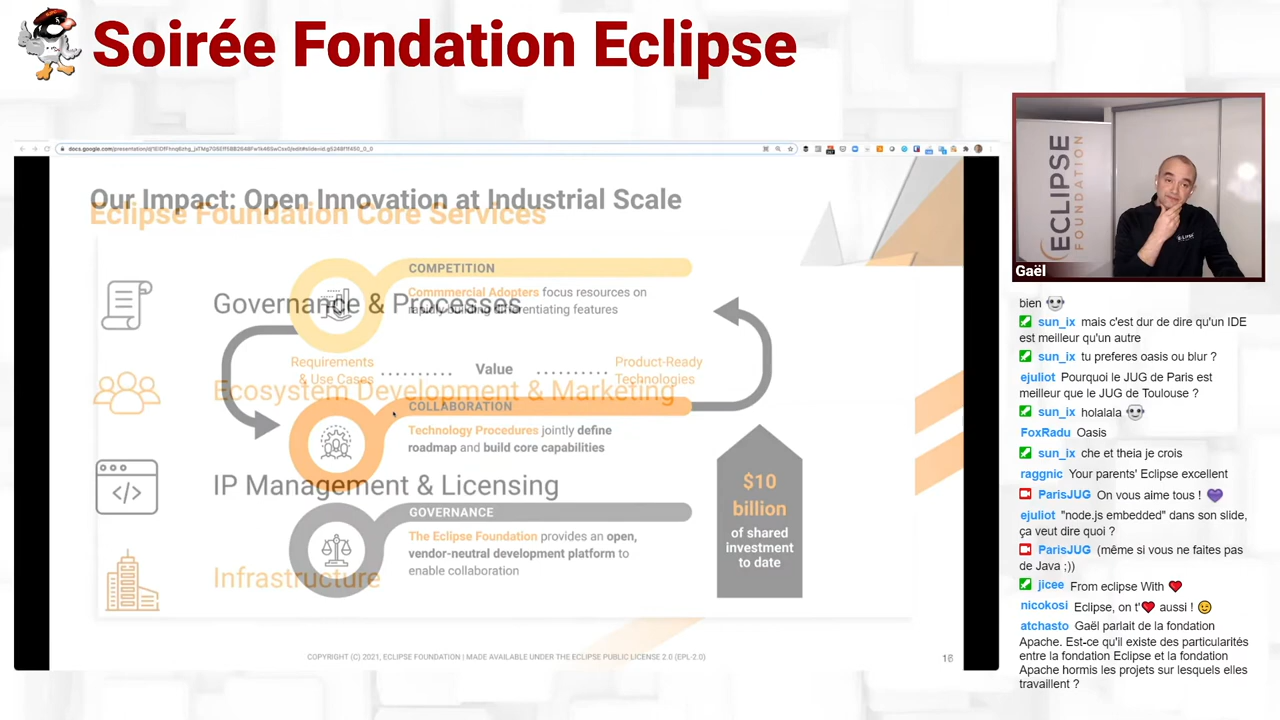 Soirée Fondation Eclipse
Our Impact: Open Innovation at Industrial Scale
Eclipse Foundation Core Services
COMPETITION
Commmercial Adopters focus resources on
rapidly building differentiating features
Governance & Processes
Requirements
& Use Cases
Value
Product-Ready
Technologies
Ecosystem Development & Marketing
COLLABORATION
Technology Procedures jointly define
roadmap and build core capabilities
IP Management & Licensing
GOVERNANCE
The Eclipse Foundation provides an open,
vendor-neutral development platform to
enable collaboration
Infrastructure
$10
billion
of shared
investment
to date
COPYRIGHT (C) 2021, ECLIPSE FOUNDATION | MADE AVAILABLE UNDER THE ECLIPSE PUBLIC LICENSE 2.0 (EPL-2.0)
ECLIPSE
FOUNDATION
Gaël
bien
sun_ix mais c'est dur de dire qu'un IDE
est meilleur qu'un autre
sun_ix tu preferes oasis ou blur ?
ejuliot Pourquoi le JUG de Paris est
meilleur que le JUG de Toulouse ?
sun_ix holalala
FoxRadu Oasis
sun_ix che et theia je crois
raggnic Your parents' Eclipse excellent
ParisJUG On vous aime tous !
ejuliot "node.js embedded" dans son slide,
ça veut dire quoi ?
ParisJUG (même si vous ne faites pas
de Java ;))
jicee From eclipse With
nicokosi Eclipse, on t' aussi !
atchasto Gaël parlait de la fondation
Apache. Est-ce qu'il existe des particularités
entre la fondation Eclipse et la fondation
Apache hormis les projets sur lesquels elles
travaillent ?